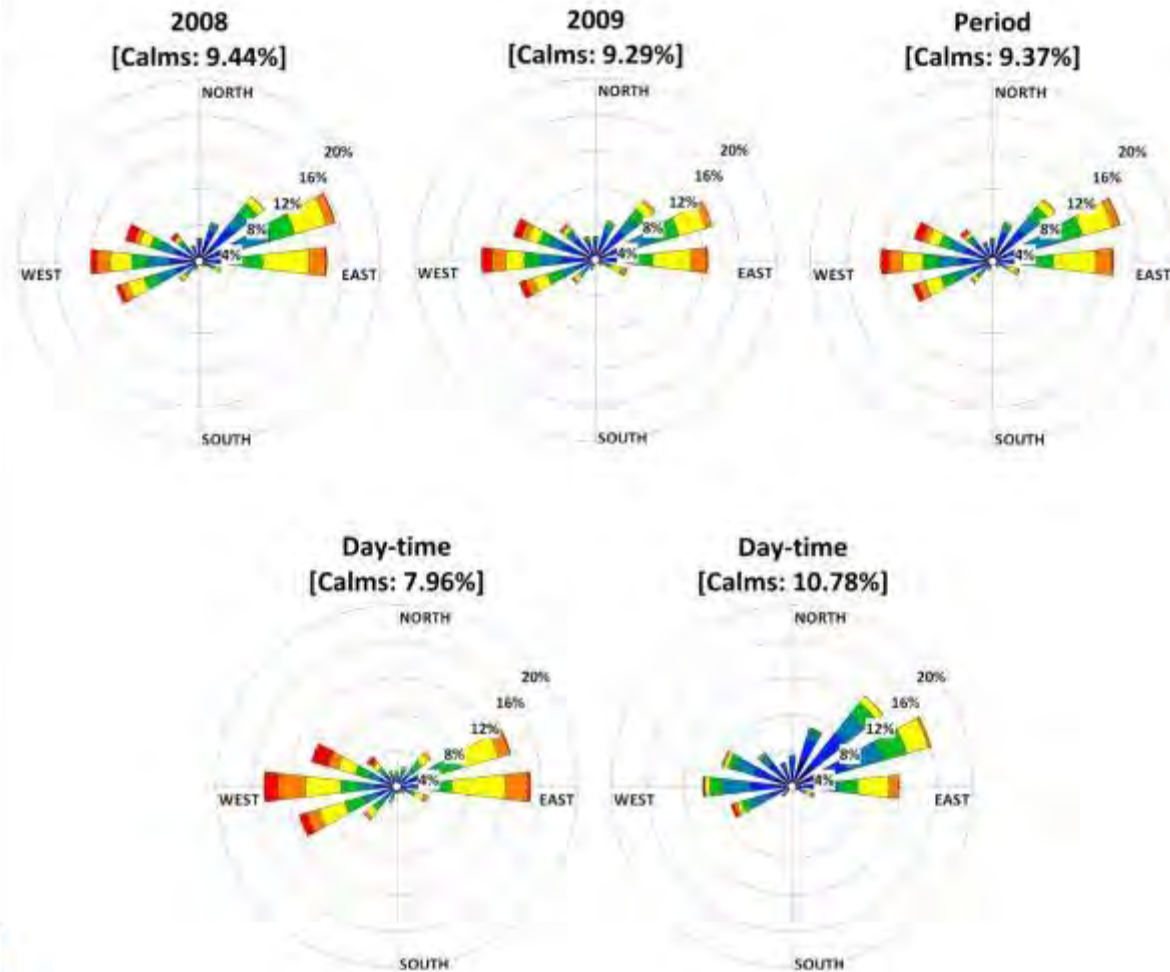 2008
[Calms: 9.44%]
NORTH
20%
16%
12%
8%
4%
WEST
EAST
SOUTH
2009
[Calms: 9.29%]
NORTH
20%
16%
12%
8%
4%
WEST
EAST
SOUTH
Period
[Calms: 9.37%]
NORTH
20%
16%
12%
8%
4%
WEST
EAST
SOUTH
Day-time
[Calms: 7.96%]
NORTH
20%
16%
12%
8%
4%
WEST
EAST
SOUTH
Day-time
[Calms: 10.78%]
NORTH
20%
16%
12%
8%
4%
WEST
EAST
SOUTH